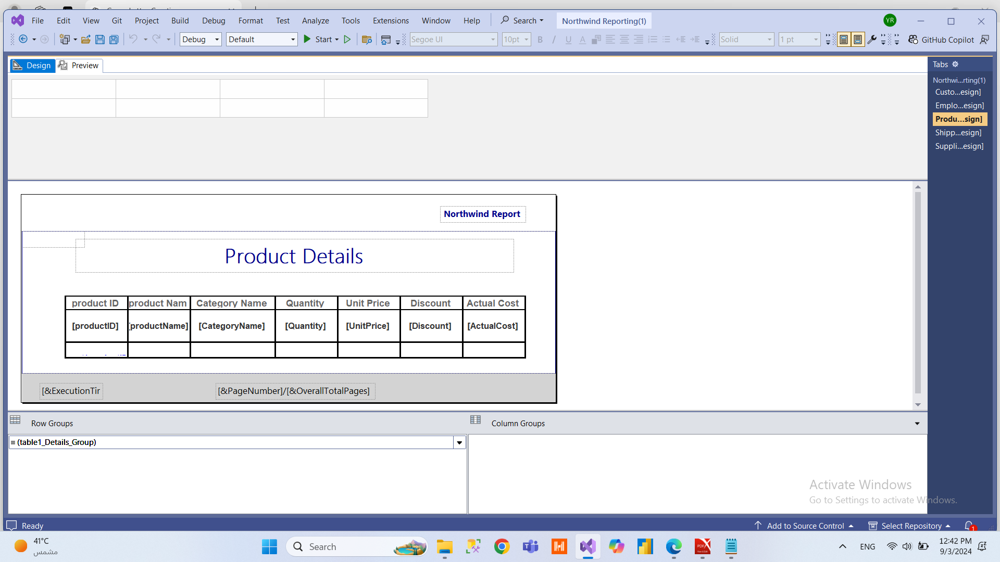 File Edit View Git Project Build Debug Format Test Analyze Tools Extensions Window Help Search Northwind Reporting(1) YR
Debug Default Start Segoe UI 10pt B I U A Solid 1 pt GitHub Copilot
Design Preview
Tabs
Northwi...rting(1)
Custo...esign]
Emplo...esign]
Produ...sign]
Shipp...esign]
Suppli...esign]
Northwind Report
Product Details
product ID product Nam Category Name Quantity Unit Price Discount Actual Cost
[productID] productName] [CategoryName] [Quantity] [UnitPrice] [Discount] [ActualCost]
[&ExecutionTir [&PageNumber]/[&OverallTotalPages]
Row Groups Column Groups
(table1_Details_Group)
Activate Windows
Go to Settings to activate Windows.
Ready Add to Source Control Select Repository 1
41°C
مشمس
Search
PDF X
ENG
12:42 PM
9/3/2024